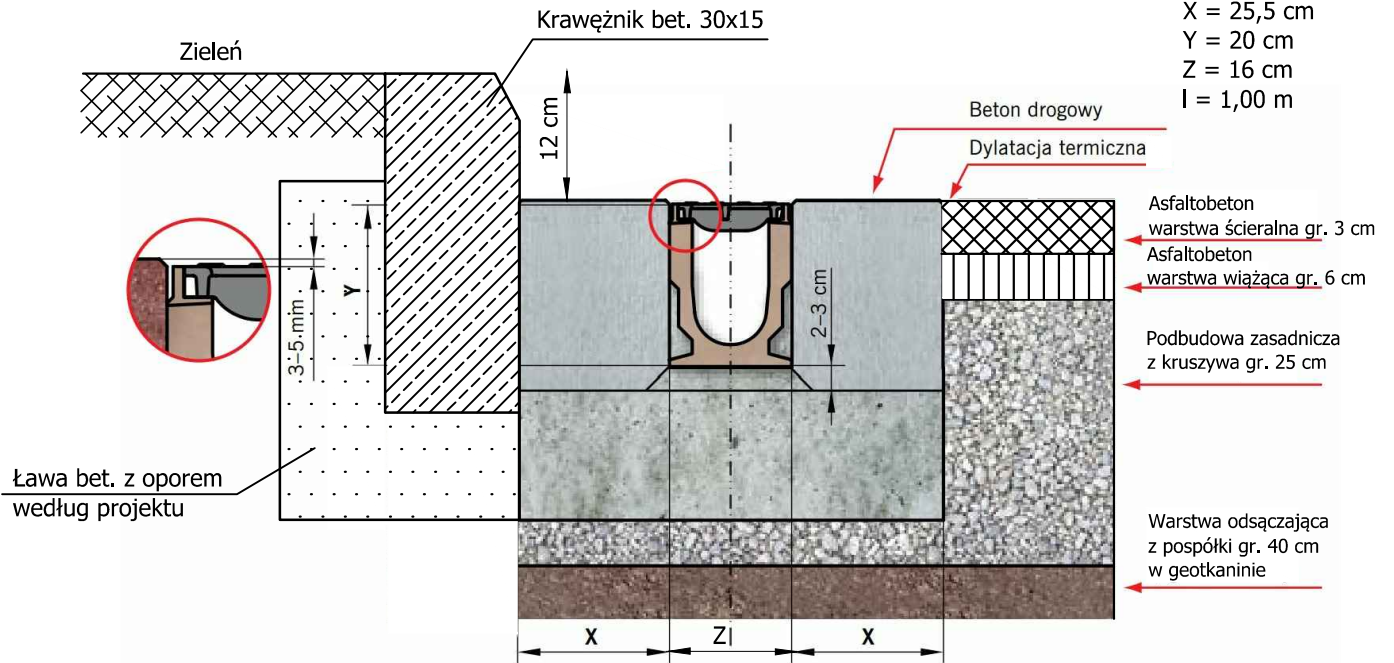 Krawężnik bet. 30x15
Zieleń
X = 25,5 cm
Y = 20 cm
Z = 16 cm
l = 1,00 m
12 cm
Beton drogowy
Dylatacja termiczna
Asfaltobeton
warstwa ścieralna gr. 3 cm
Asfaltobeton
warstwa wiążąca gr. 6 cm
Y
2–3 cm
3–5.mm
Podbudowa zasadnicza
z kruszywa gr. 25 cm
Ława bet. z oporem
według projektu
Warstwa odsączająca
z pospółki gr. 40 cm
w geotkaninie
X
Z
X